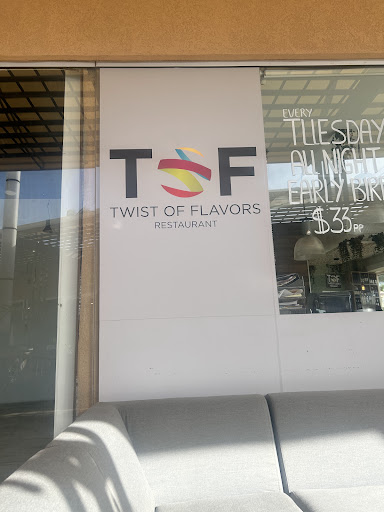 TSF
TWIST OF FLAVORS
RESTAURANT
EVERY
TUESDAY
ALL NIGHT
EARLY BIRD
$33 PP